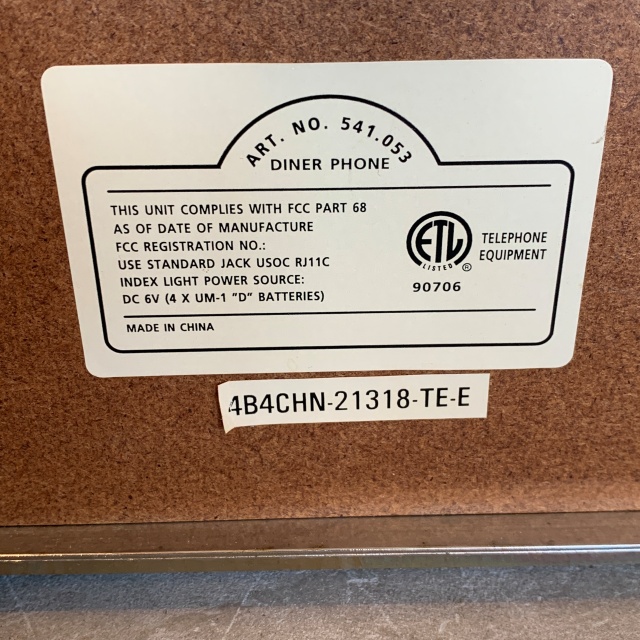 ART. NO. 541.053
DINER PHONE
THIS UNIT COMPLIES WITH FCC PART 68
AS OF DATE OF MANUFACTURE
FCC REGISTRATION NO.:
USE STANDARD JACK USOC RJ11C
INDEX LIGHT POWER SOURCE:
DC 6V (4 X UM-1 "D" BATTERIES)
MADE IN CHINA
ETL
LISTED ®
TELEPHONE
EQUIPMENT
90706
4B4CHN-21318-TE-E